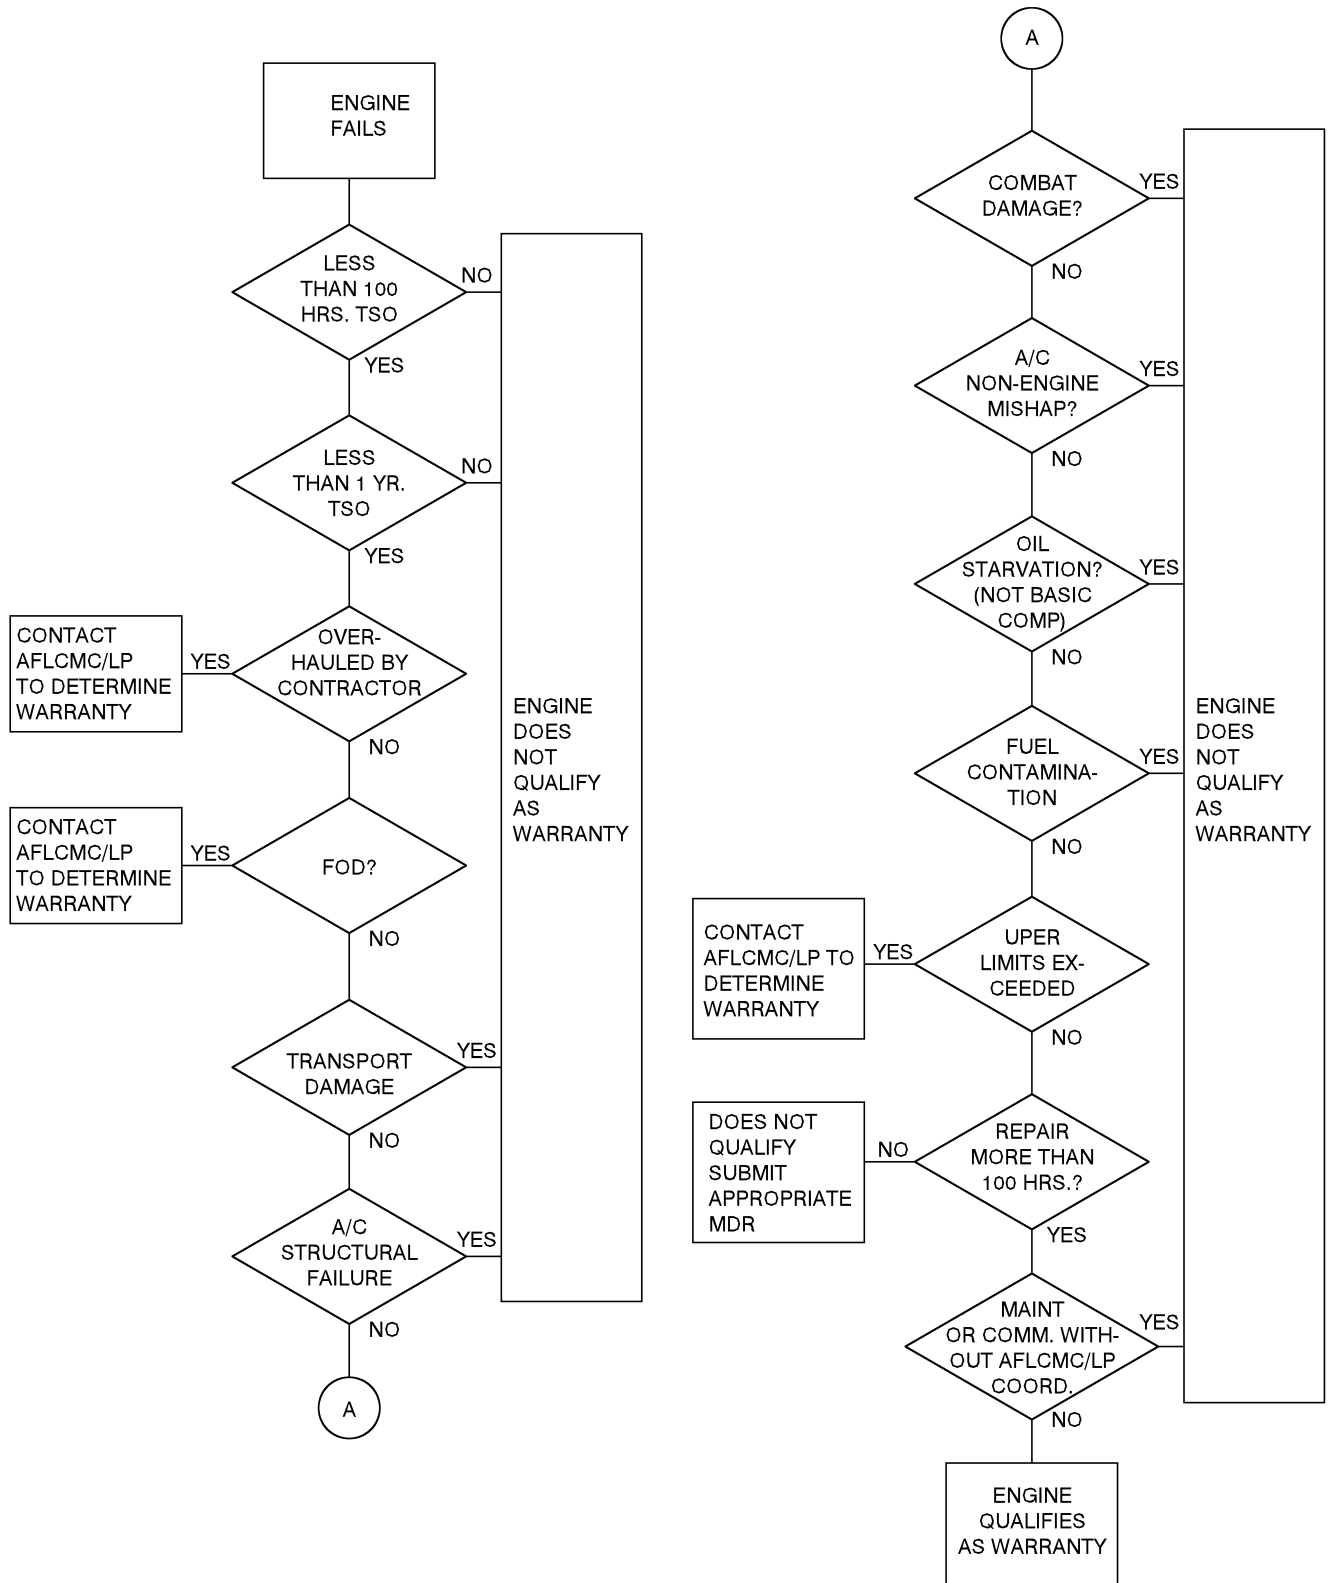 ENGINE
FAILS
LESS
THAN 100
HRS. TSO
NO
YES
LESS
THAN 1 YR.
TSO
NO
YES
OVER-
HAULED BY
CONTRACTOR
YES
CONTACT
AFLCMC/LP
TO DETERMINE
WARRANTY
NO
FOD?
YES
CONTACT
AFLCMC/LP
TO DETERMINE
WARRANTY
NO
TRANSPORT
DAMAGE
YES
NO
A/C
STRUCTURAL
FAILURE
YES
NO
A
ENGINE
DOES
NOT
QUALIFY
AS
WARRANTY
A
COMBAT
DAMAGE?
YES
NO
A/C
NON-ENGINE
MISHAP?
YES
NO
OIL
STARVATION?
(NOT BASIC
COMP)
YES
NO
FUEL
CONTAMINA-
TION
YES
NO
UPER
LIMITS EX-
CEEDED
YES
CONTACT
AFLCMC/LP TO
DETERMINE
WARRANTY
NO
REPAIR
MORE THAN
100 HRS.?
NO
DOES NOT
QUALIFY
SUBMIT
APPROPRIATE
MDR
YES
MAINT
OR COMM. WITH-
OUT AFLCMC/LP
COORD.
YES
NO
ENGINE
QUALIFIES
AS WARRANTY
ENGINE
DOES
NOT
QUALIFY
AS
WARRANTY